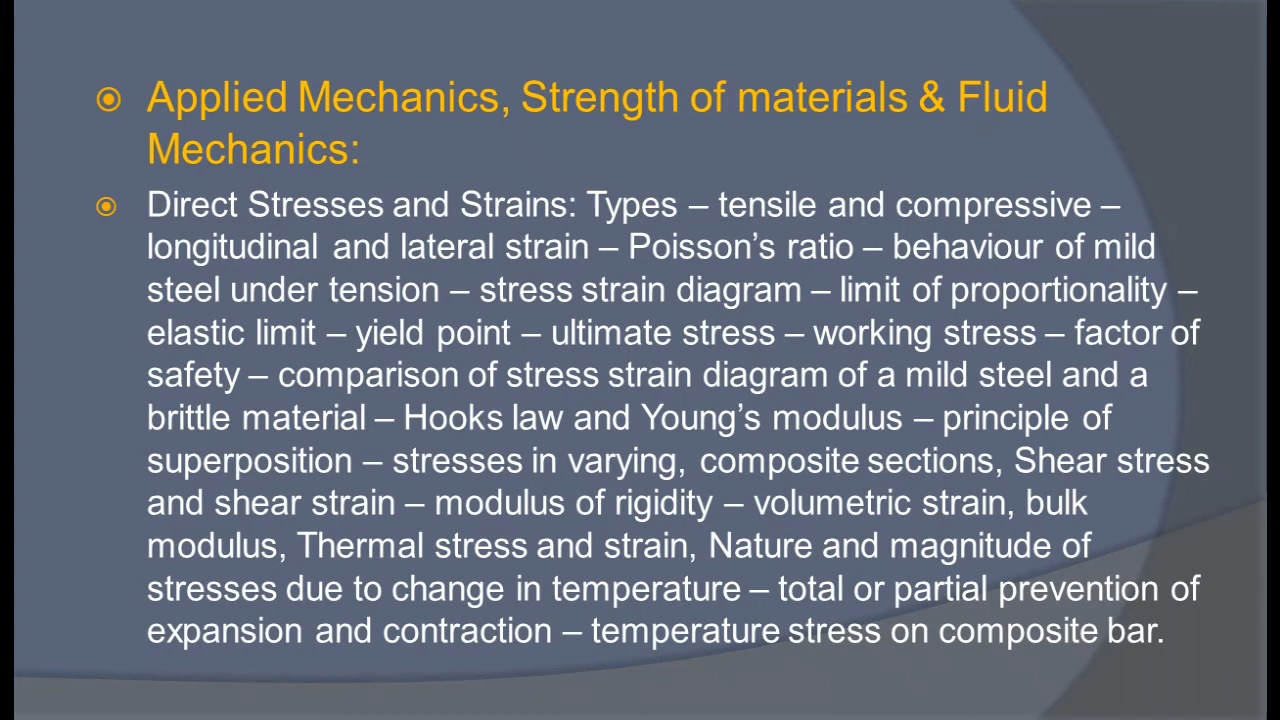 Applied Mechanics, Strength of materials & Fluid
Mechanics:
Direct Stresses and Strains: Types – tensile and compressive –
longitudinal and lateral strain – Poisson’s ratio – behaviour of mild
steel under tension – stress strain diagram – limit of proportionality –
elastic limit – yield point – ultimate stress – working stress – factor of
safety – comparison of stress strain diagram of a mild steel and a
brittle material – Hooks law and Young’s modulus – principle of
superposition – stresses in varying, composite sections, Shear stress
and shear strain – modulus of rigidity – volumetric strain, bulk
modulus, Thermal stress and strain, Nature and magnitude of
stresses due to change in temperature – total or partial prevention of
expansion and contraction – temperature stress on composite bar.